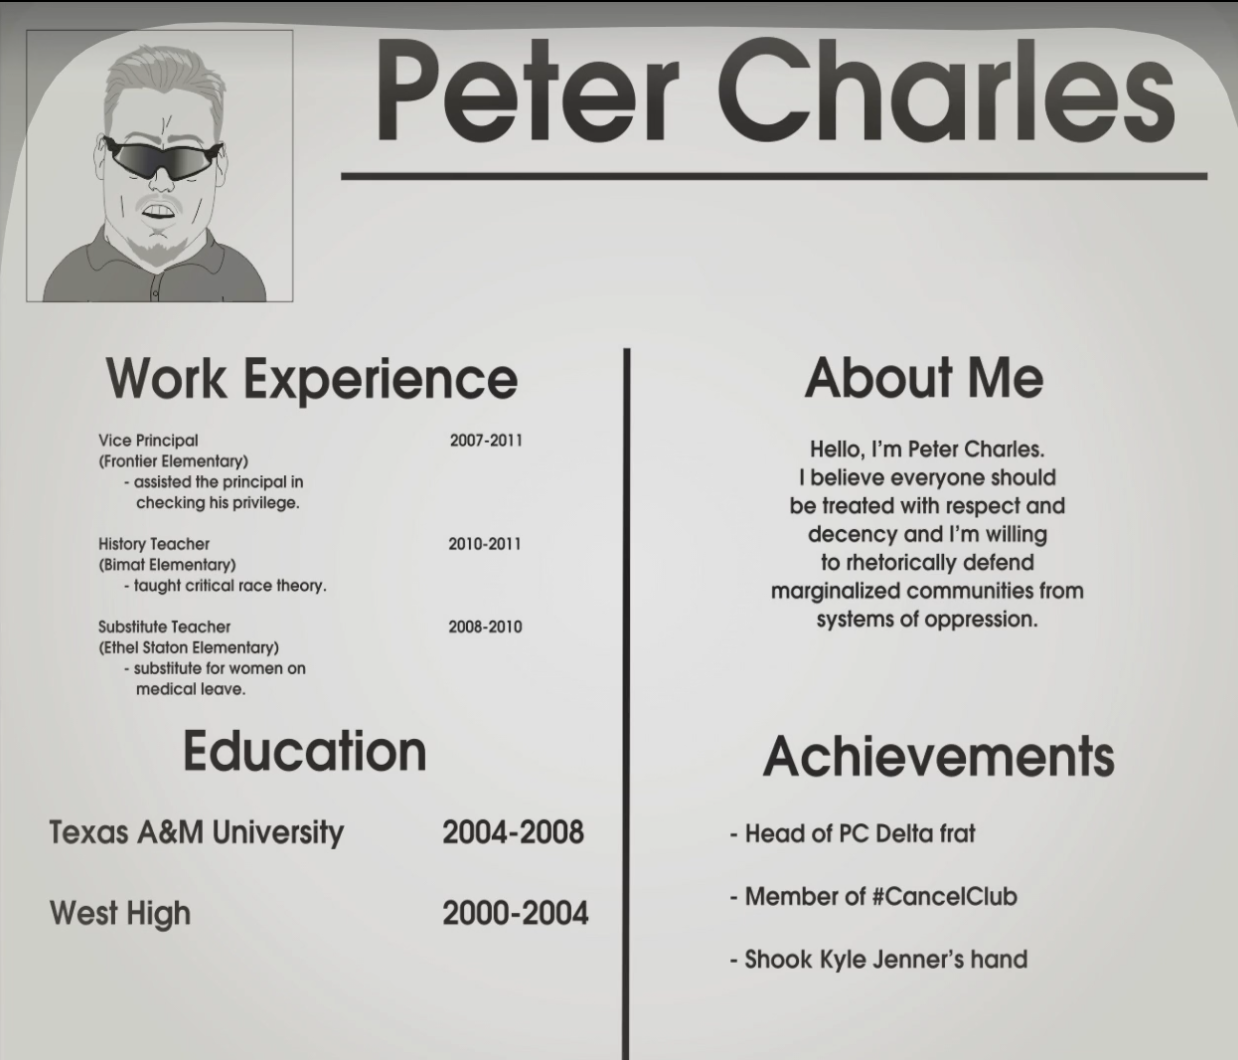 Peter Charles
Work Experience
Vice Principal 2007-2011
(Frontier Elementary)
- assisted the principal in
checking his privilege.
History Teacher 2010-2011
(Bimat Elementary)
- taught critical race theory.
Substitute Teacher 2008-2010
(Ethel Staton Elementary)
- substitute for women on
medical leave.
Education
Texas A&M University 2004-2008
West High 2000-2004
About Me
Hello, I'm Peter Charles.
I believe everyone should
be treated with respect and
decency and I'm willing
to rhetorically defend
marginalized communities from
systems of oppression.
Achievements
- Head of PC Delta frat
- Member of #CancelClub
- Shook Kyle Jenner's hand